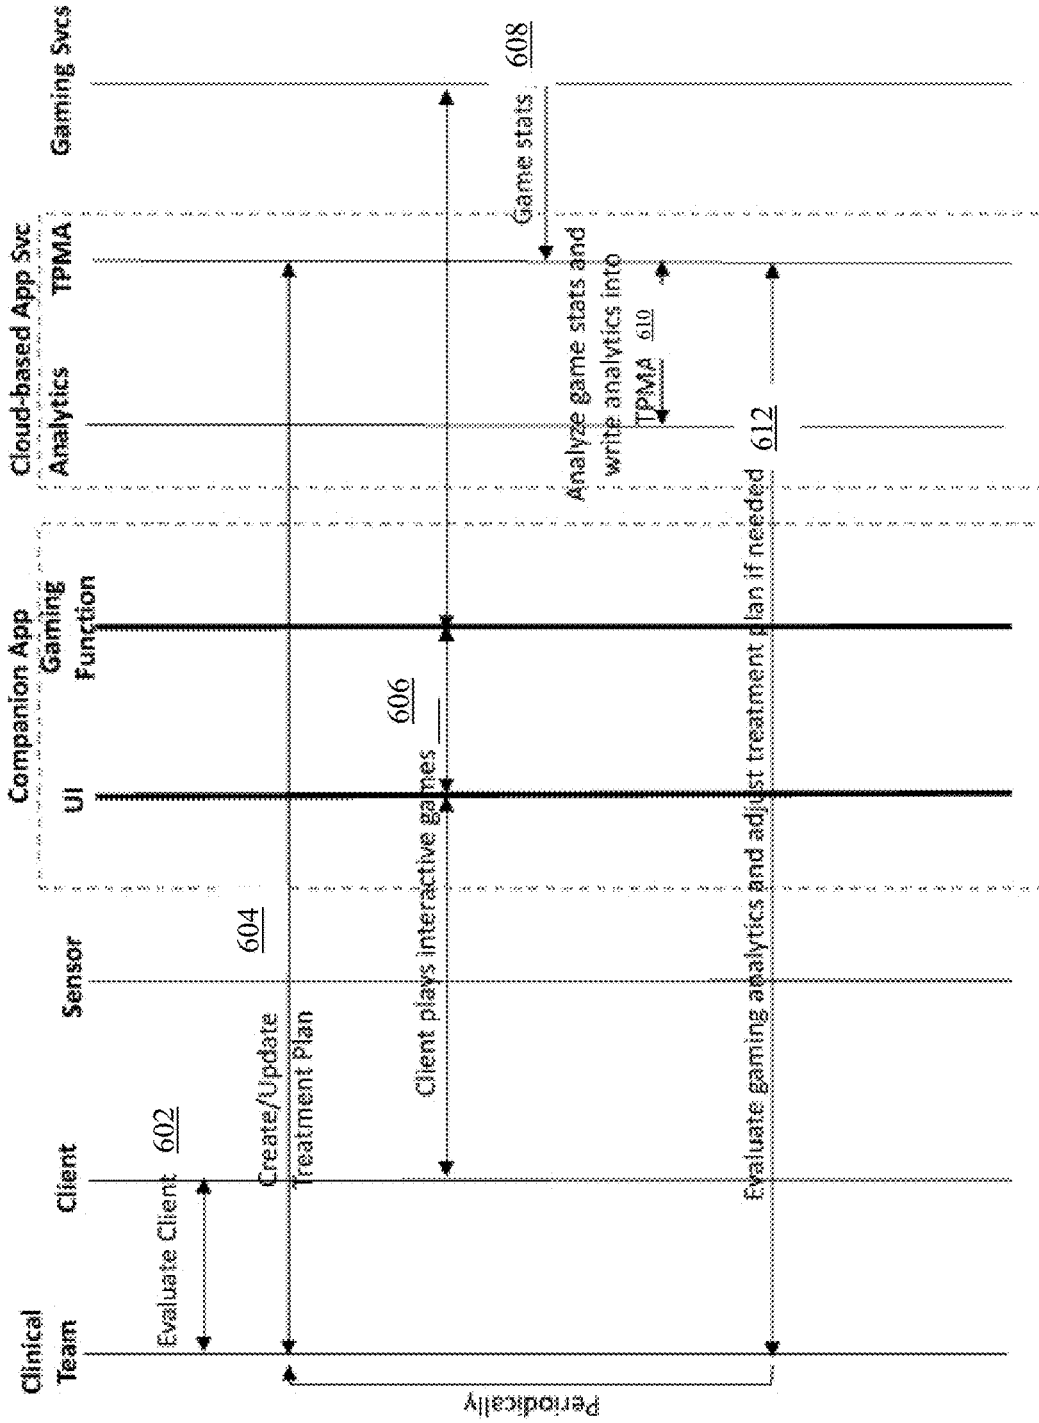 Clinical
Team
Client
Sensor
Companion App
UI
Gaming
Function
Cloud-based App Svc
Analytics
TPMA
Gaming Svcs
Evaluate Client 602
Create/Update
Treatment Plan
604
Client plays interactive games
606
Game stats 608
Analyze game stats and
write analytics into
TPMA 610
Evaluate gaming analytics and adjust treatment plan if needed 612
Periodically